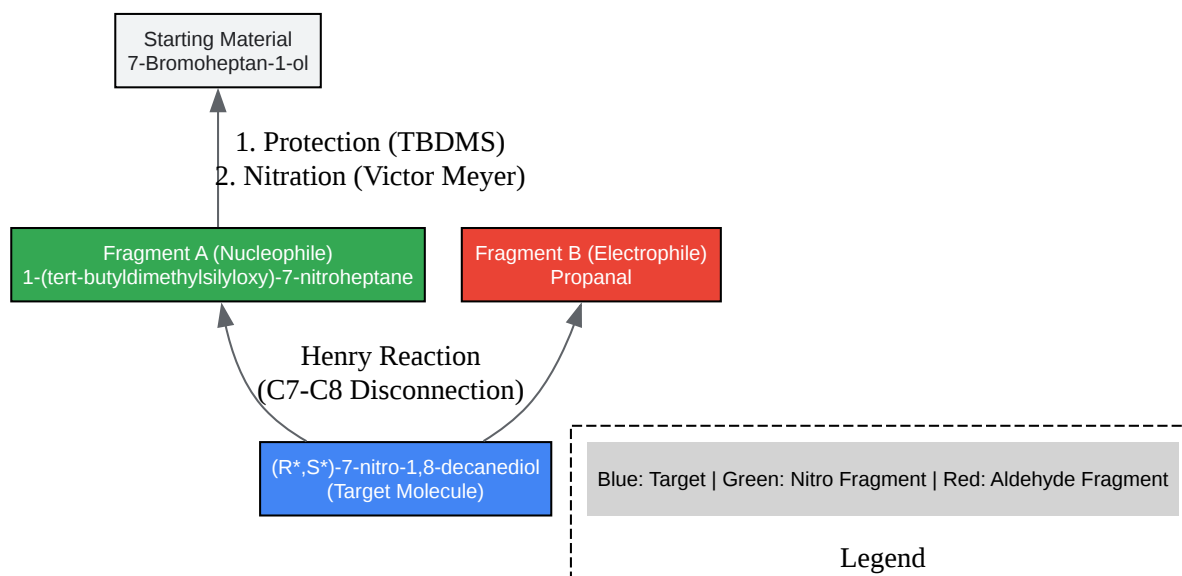 Starting Material
7-Bromoheptan-1-ol
1. Protection (TBDMS)
2. Nitration (Victor Meyer)
Fragment A (Nucleophile)
1-(tert-butyldimethylsilyloxy)-7-nitroheptane
Fragment B (Electrophile)
Propanal
Henry Reaction
(C7-C8 Disconnection)
(R*,S*)-7-nitro-1,8-decanediol
(Target Molecule)
Blue: Target | Green: Nitro Fragment | Red: Aldehyde Fragment
Legend